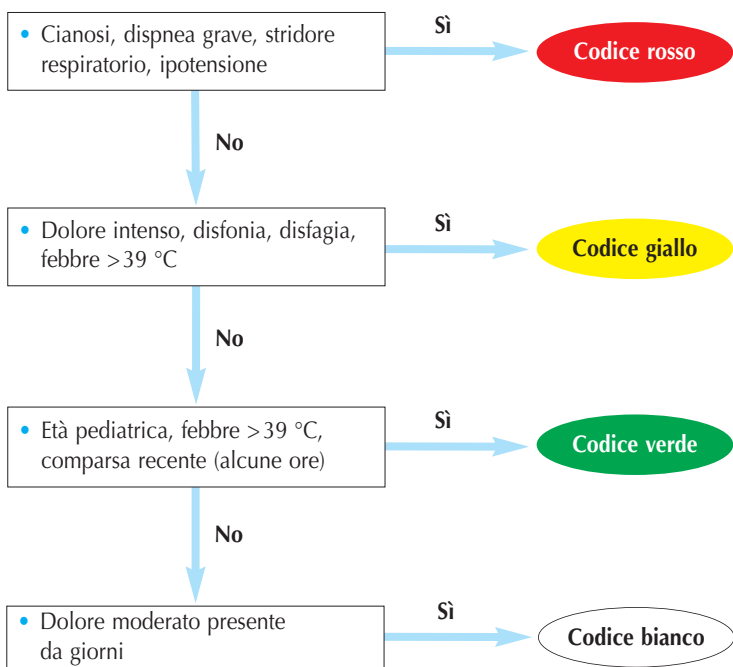 • Cianosi, dispnea grave, stridore
respiratorio, ipotensione
Sì
Codice rosso
No
• Dolore intenso, disfonia, disfagia,
febbre >39 °C
Sì
Codice giallo
No
• Età pediatrica, febbre >39 °C,
comparsa recente (alcune ore)
Sì
Codice verde
No
• Dolore moderato presente
da giorni
Sì
Codice bianco